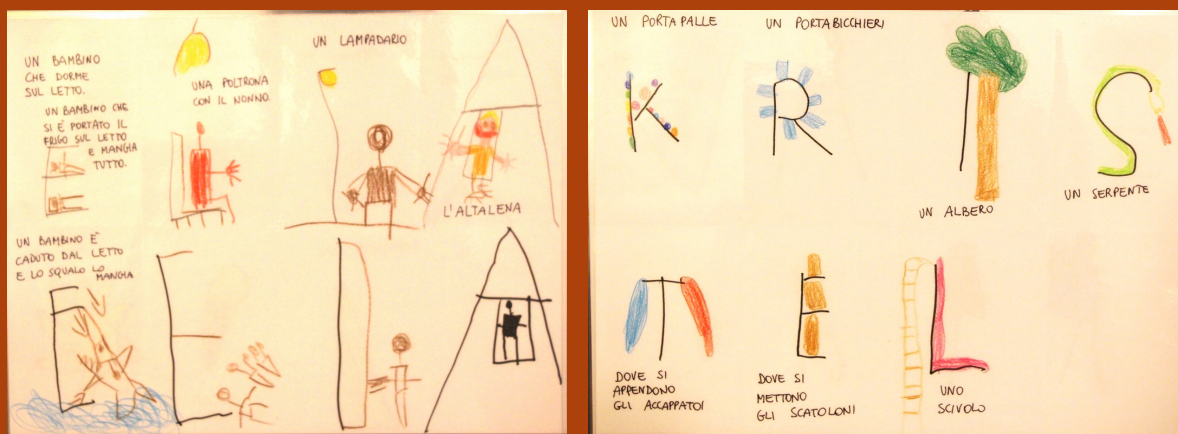 UN BAMBINO
CHE DORME
SUL LETTO.
UN BAMBINO CHE
SI È PORTATO IL
FRIGO SUL LETTO
E MANGIA
TUTTO.
UNA POLTRONA
CON IL NONNO.
UN LAMPADARIO
L'ALTALENA
UN BAMBINO È
CADUTO DAL LETTO
E LO SQUALO LO
MANGIA
UN PORTAPALLE
UN PORTABICCHIERI
K
R
T
S
UN ALBERO
UN SERPENTE
T
E
L
DOVE SI
APPENDONO
GLI ACCAPPATOI
DOVE SI
METTONO
GLI SCATOLONI
UNO
SCIVOLO